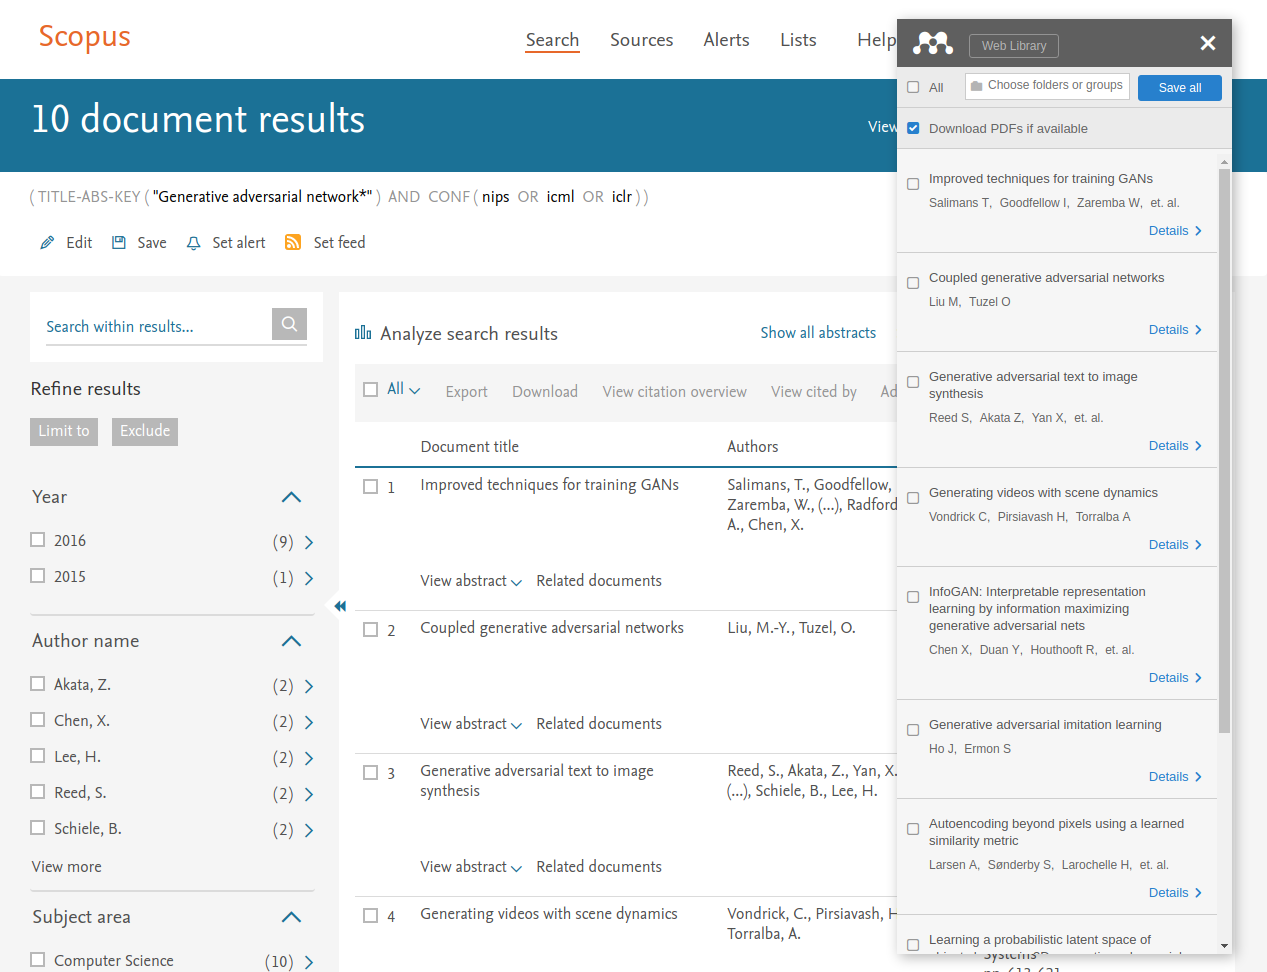 Scopus
Search
Sources
Alerts
Lists
Help
10 document results
View
( TITLE-ABS-KEY ( "Generative adversarial network*" ) AND CONF ( nips OR icml OR iclr ) )
Edit
Save
Set alert
Set feed
Search within results...
Refine results
Limit to
Exclude
Year
2016 (9)
2015 (1)
Author name
Akata, Z. (2)
Chen, X. (2)
Lee, H. (2)
Reed, S. (2)
Schiele, B. (2)
View more
Subject area
Computer Science (10)
Analyze search results
Show all abstracts
All
Export
Download
View citation overview
View cited by
Ad
Document title
Authors
1
Improved techniques for training GANs
Salimans, T., Goodfellow,
Zaremba, W., (...), Radford
A., Chen, X.
View abstract
Related documents
2
Coupled generative adversarial networks
Liu, M.-Y., Tuzel, O.
View abstract
Related documents
3
Generative adversarial text to image
synthesis
Reed, S., Akata, Z., Yan, X.
(...), Schiele, B., Lee, H.
View abstract
Related documents
4
Generating videos with scene dynamics
Vondrick, C., Pirsiavash, H
Torralba, A.
Web Library
All
Choose folders or groups
Save all
Download PDFs if available
Improved techniques for training GANs
Salimans T, Goodfellow I, Zaremba W, et. al.
Details
Coupled generative adversarial networks
Liu M, Tuzel O
Details
Generative adversarial text to image
synthesis
Reed S, Akata Z, Yan X, et. al.
Details
Generating videos with scene dynamics
Vondrick C, Pirsiavash H, Torralba A
Details
InfoGAN: Interpretable representation
learning by information maximizing
generative adversarial nets
Chen X, Duan Y, Houthooft R, et. al.
Details
Generative adversarial imitation learning
Ho J, Ermon S
Details
Autoencoding beyond pixels using a learned
similarity metric
Larsen A, Sønderby S, Larochelle H, et. al.
Details
Learning a probabilistic latent space of